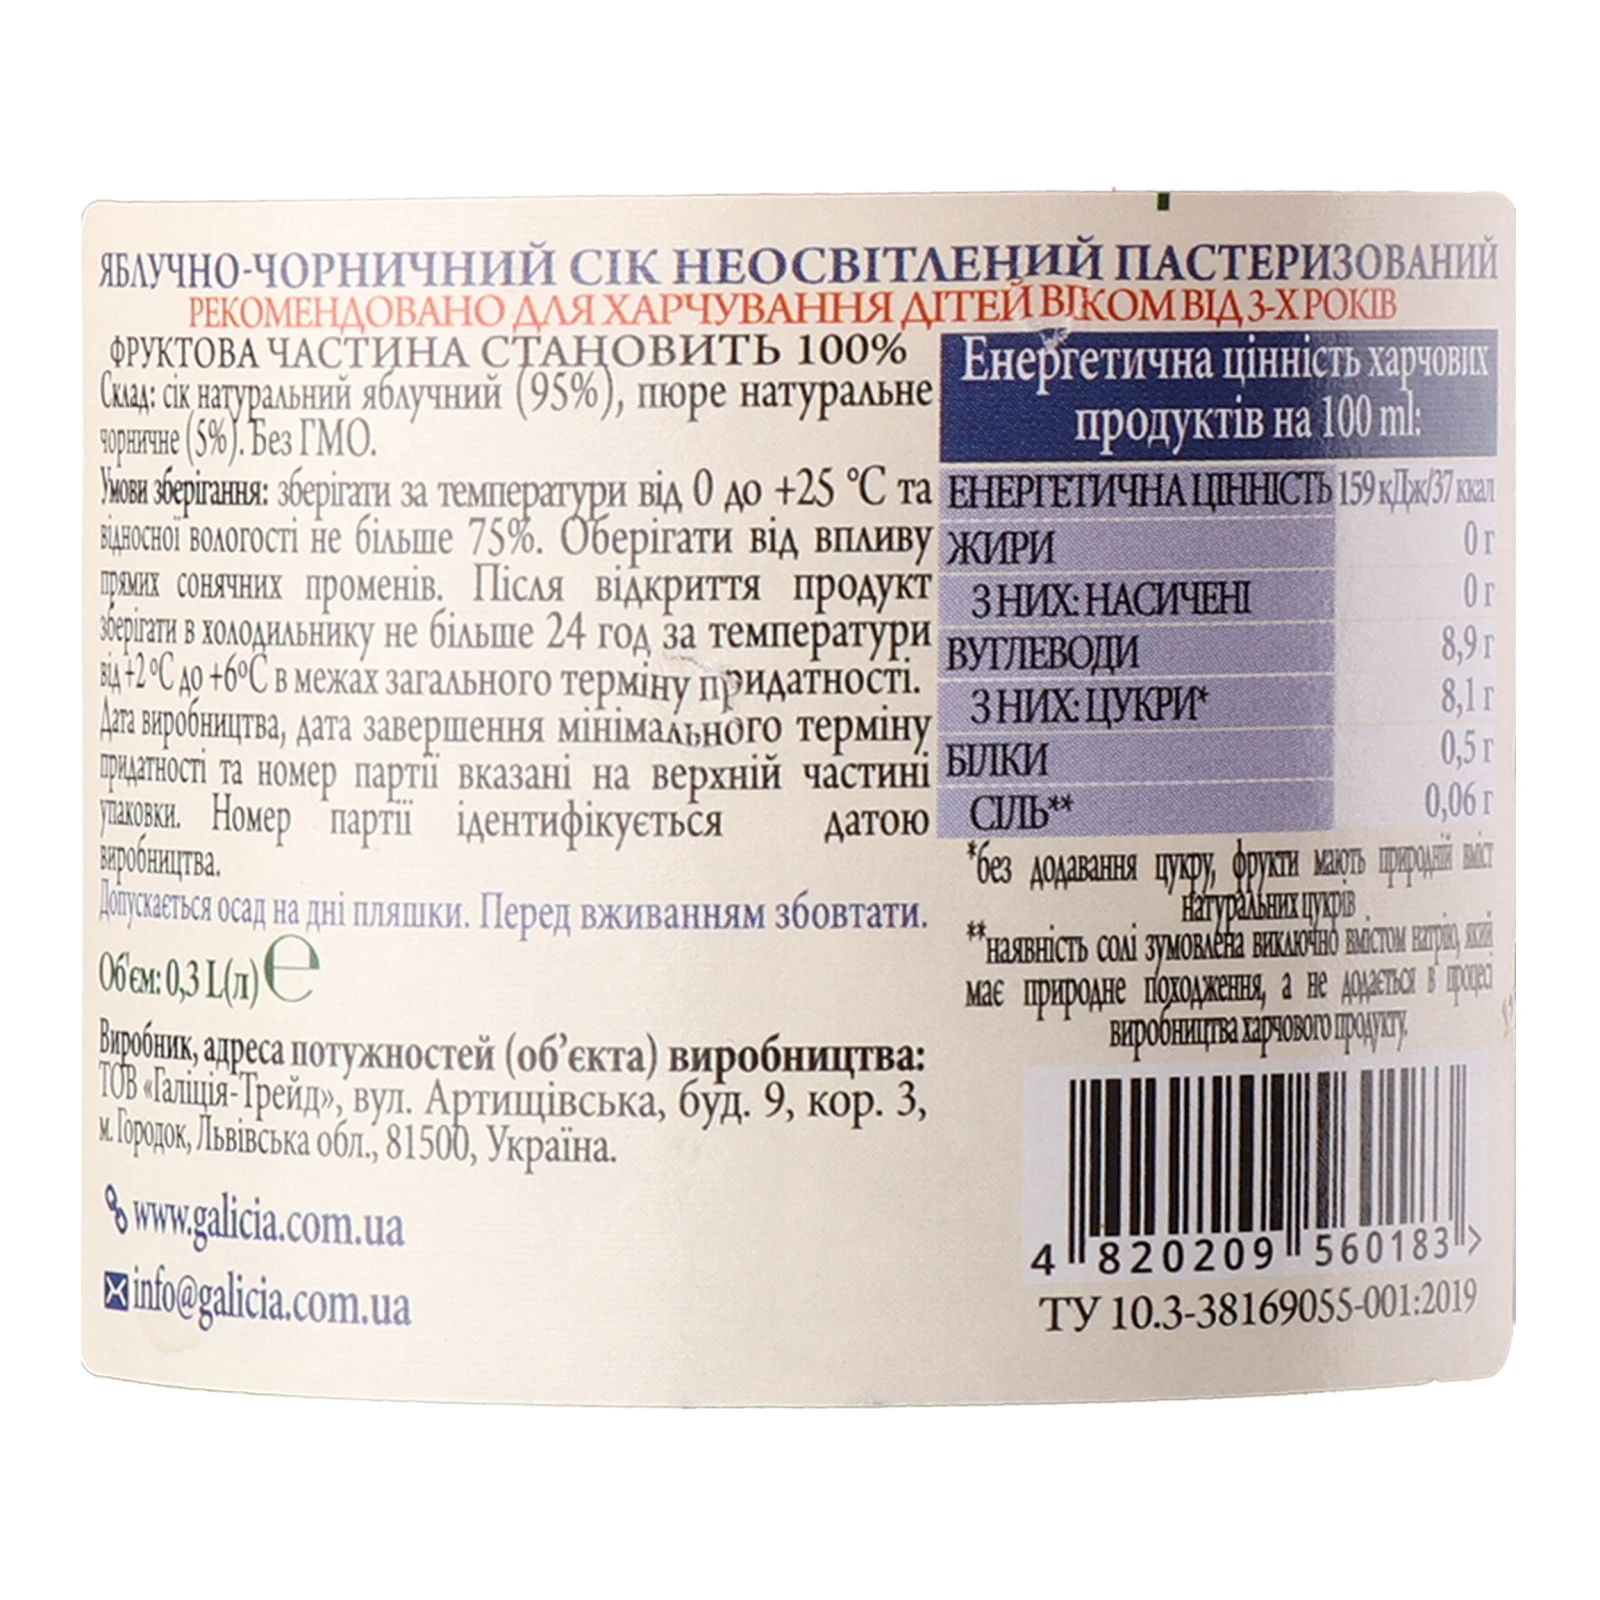 ЯБЛУЧНО-ЧОРНИЧНИЙ СІК НЕОСВІТЛЕНИЙ ПАСТЕРИЗОВАНИЙ
РЕКОМЕНДОВАНО ДЛЯ ХАРЧУВАННЯ ДІТЕЙ ВІКОМ ВІД 3-Х РОКІВ
ФРУКТОВА ЧАСТИНА СТАНОВИТЬ 100%
Склад: сік натуральний яблучний (95%), пюре натуральне
чорничне (5%). Без ГМО.
Умови зберігання: зберігати за температури від 0 до +25 °С та
відносної вологості не більше 75%. Оберігати від впливу
прямих сонячних променів. Після відкриття продукт
зберігати в холодильнику не більше 24 год за температури
від +2 °С до +6°С в межах загального терміну придатності.
Дата виробництва, дата завершення мінімального терміну
придатності та номер партії вказані на верхній частині
упаковки. Номер партії ідентифікується датою
виробництва.
Допускається осад на дні пляшки. Перед вживанням збовтати.
Об'єм: 0,3 L(л) ℮
Виробник, адреса потужностей (об’єкта) виробництва:
ТОВ «Галіція-Трейд», вул. Артищівська, буд. 9, кор. 3,
м. Городок, Львівська обл., 81500, Україна.
www.galicia.com.ua
info@galicia.com.ua
Енергетична цінність харчових
продуктів на 100 ml:
ЕНЕРГЕТИЧНА ЦІННІСТЬ 159 кДж/37 ккал
ЖИРИ 0 г
З НИХ: НАСИЧЕНІ 0 г
ВУГЛЕВОДИ 8,9 г
З НИХ: ЦУКРИ* 8,1 г
БІЛКИ 0,5 г
СІЛЬ** 0,06 г
*без додавання цукру, фрукти мають природній вміст
натуральних цукрів
**наявність солі зумовлена виключно вмістом натрію, який
має природне походження, а не додається в процесі
виробництва харчового продукту.
4 820209 560183 >
ТУ 10.3-38169055-001:2019